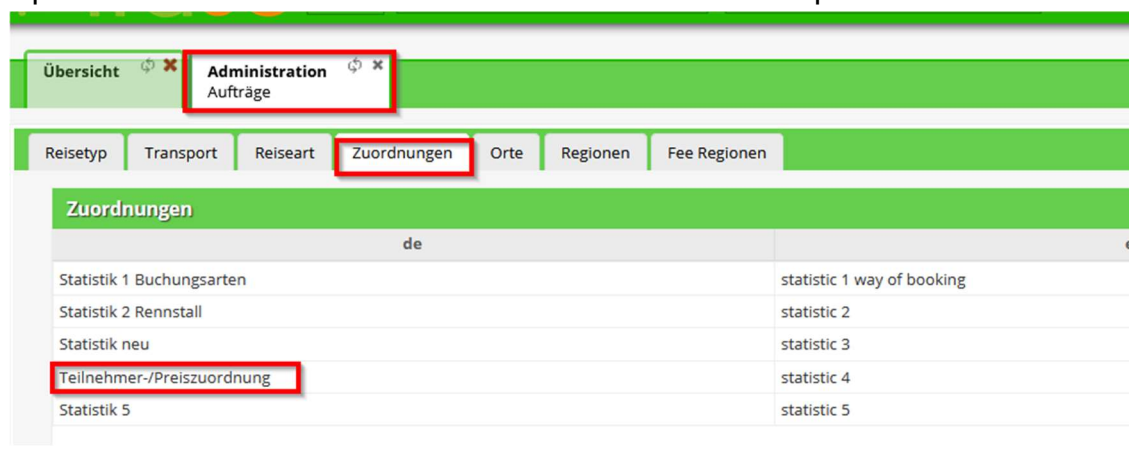 Übersicht
Administration
Aufträge
Reisetyp Transport Reiseart Zuordnungen Orte Regionen Fee Regionen
Zuordnungen
de
Statistik 1 Buchungsarten statistic 1 way of booking
Statistik 2 Rennstall statistic 2
Statistik neu statistic 3
Teilnehmer-/Preiszuordnung statistic 4
Statistik 5 statistic 5